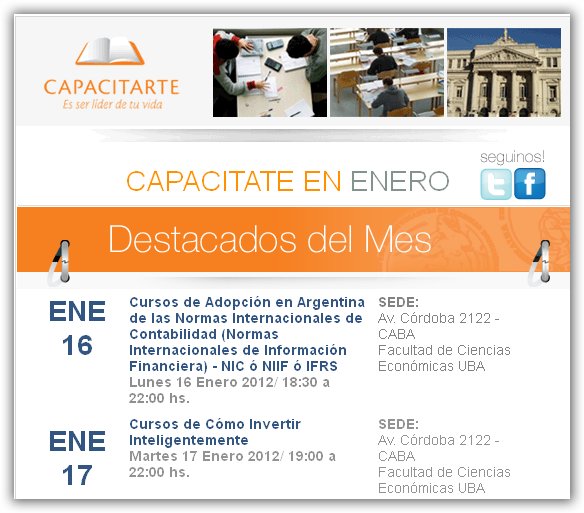 CAPACITARTE
Es ser líder de tu vida
seguinos!
CAPACITATE EN ENERO
Destacados del Mes
ENE
16
Cursos de Adopción en Argentina
de las Normas Internacionales de
Contabilidad (Normas
Internacionales de Información
Financiera) - NIC ó NIIF ó IFRS
Lunes 16 Enero 2012/ 18:30 a
22:00 hs.
SEDE:
Av. Córdoba 2122 -
CABA
Facultad de Ciencias
Económicas UBA
ENE
17
Cursos de Cómo Invertir
Inteligentemente
Martes 17 Enero 2012/ 19:00 a
22:00 hs.
SEDE:
Av. Córdoba 2122 -
CABA
Facultad de Ciencias
Económicas UBA